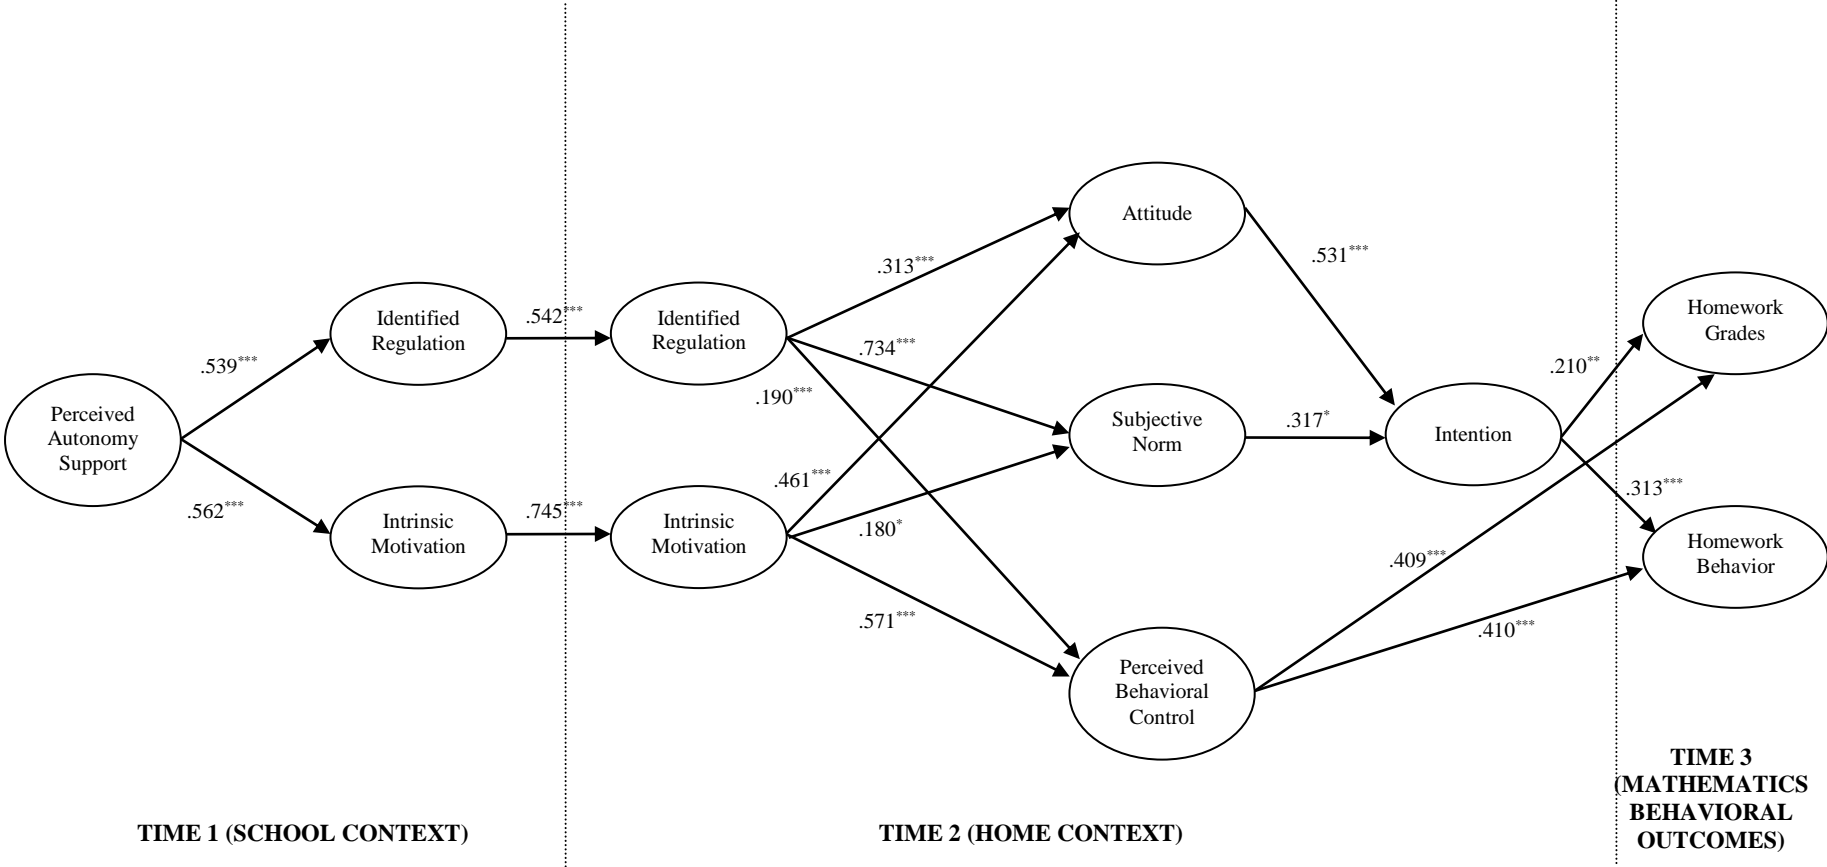 Perceived
Autonomy
Support
.539***
.562***
Identified
Regulation
Intrinsic
Motivation
.542***
.745***
Identified
Regulation
Intrinsic
Motivation
.313***
.734***
.190***
.461***
.180*
.571***
Attitude
Subjective
Norm
Perceived
Behavioral
Control
.531***
.317*
Intention
.210**
.313***
.409***
.410***
Homework
Grades
Homework
Behavior
TIME 1 (SCHOOL CONTEXT)
TIME 2 (HOME CONTEXT)
TIME 3
(MATHEMATICS
BEHAVIORAL
OUTCOMES)